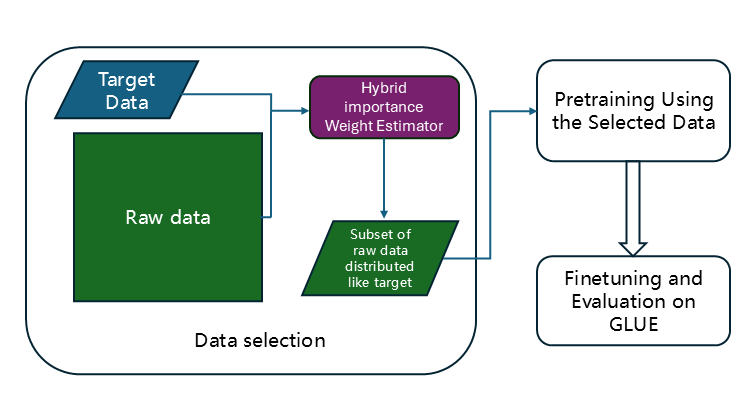 Target
Data
Raw data
Hybrid
importance
Weight Estimator
Subset of
raw data
distributed
like target
Data selection
Pretraining Using
the Selected Data
Finetuning and
Evaluation on
GLUE